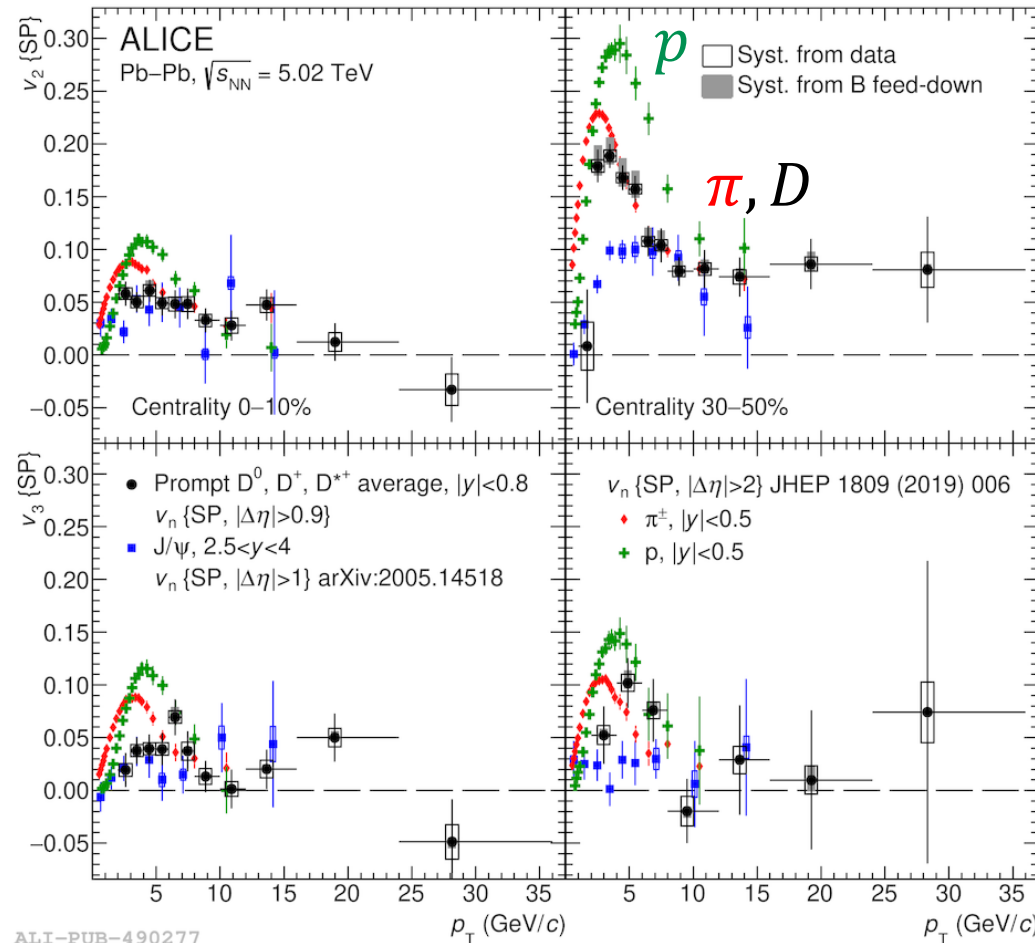 v₂ {SP}
0.30
0.25
0.20
0.15
0.10
0.05
0.00
−0.05
ALICE
Pb−Pb, √sNN = 5.02 TeV
Centrality 0−10%
p
Syst. from data
Syst. from B feed-down
π, D
Centrality 30−50%
v₃ {SP}
0.30
0.25
0.20
0.15
0.10
0.05
0.00
−0.05
Prompt D⁰, D⁺, D*⁺ average, |y|<0.8
vₙ {SP, |Δη|>0.9}
J/ψ, 2.5<y<4
vₙ {SP, |Δη|>1} arXiv:2005.14518
vₙ {SP, |Δη|>2} JHEP 1809 (2019) 006
π±, |y|<0.5
p, |y|<0.5
5 10 15 20 25 30 35
5 10 15 20 25 30 35
p_T (GeV/c)
p_T (GeV/c)
ALI−PUB−490277